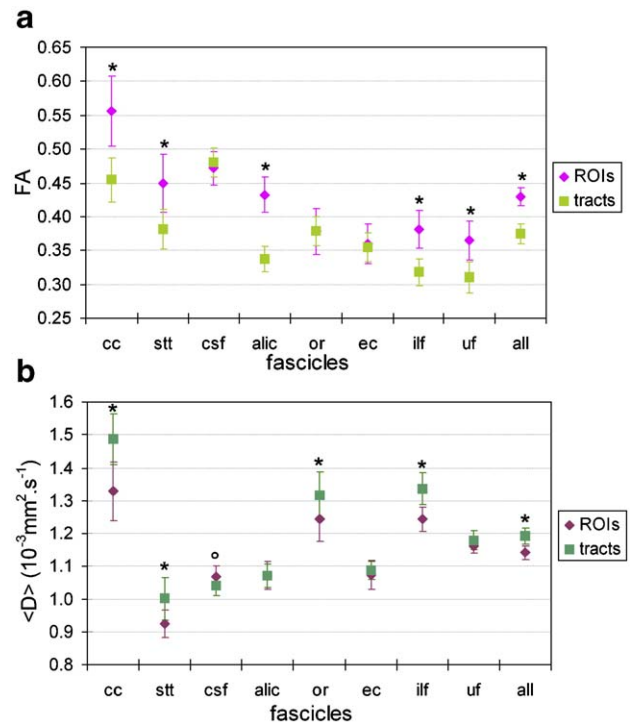 a
0.65
0.60
0.55
0.50
0.45
0.40
0.35
0.30
0.25
FA
* * * * * *
ROIs
tracts
cc stt csf alic or ec ilf uf all
fascicles
b
1.6
1.5
1.4
1.3
1.2
1.1
1.0
0.9
0.8
<D> (10⁻³mm².s⁻¹)
* * ° * * *
ROIs
tracts
cc stt csf alic or ec ilf uf all
fascicles